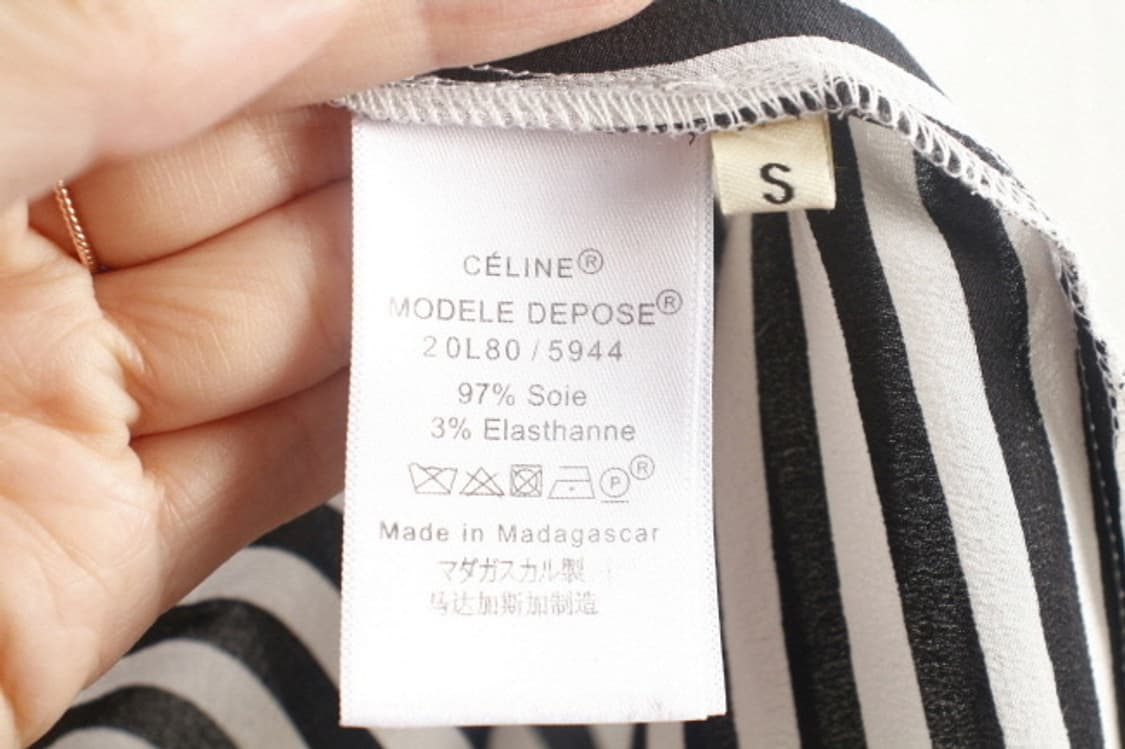 S
CÉLINE®
MODELE DEPOSE®
20L80/5944
97% Soie
3% Elasthanne
P ®
Made in Madagascar
マダガスカル製
马达加斯加制造